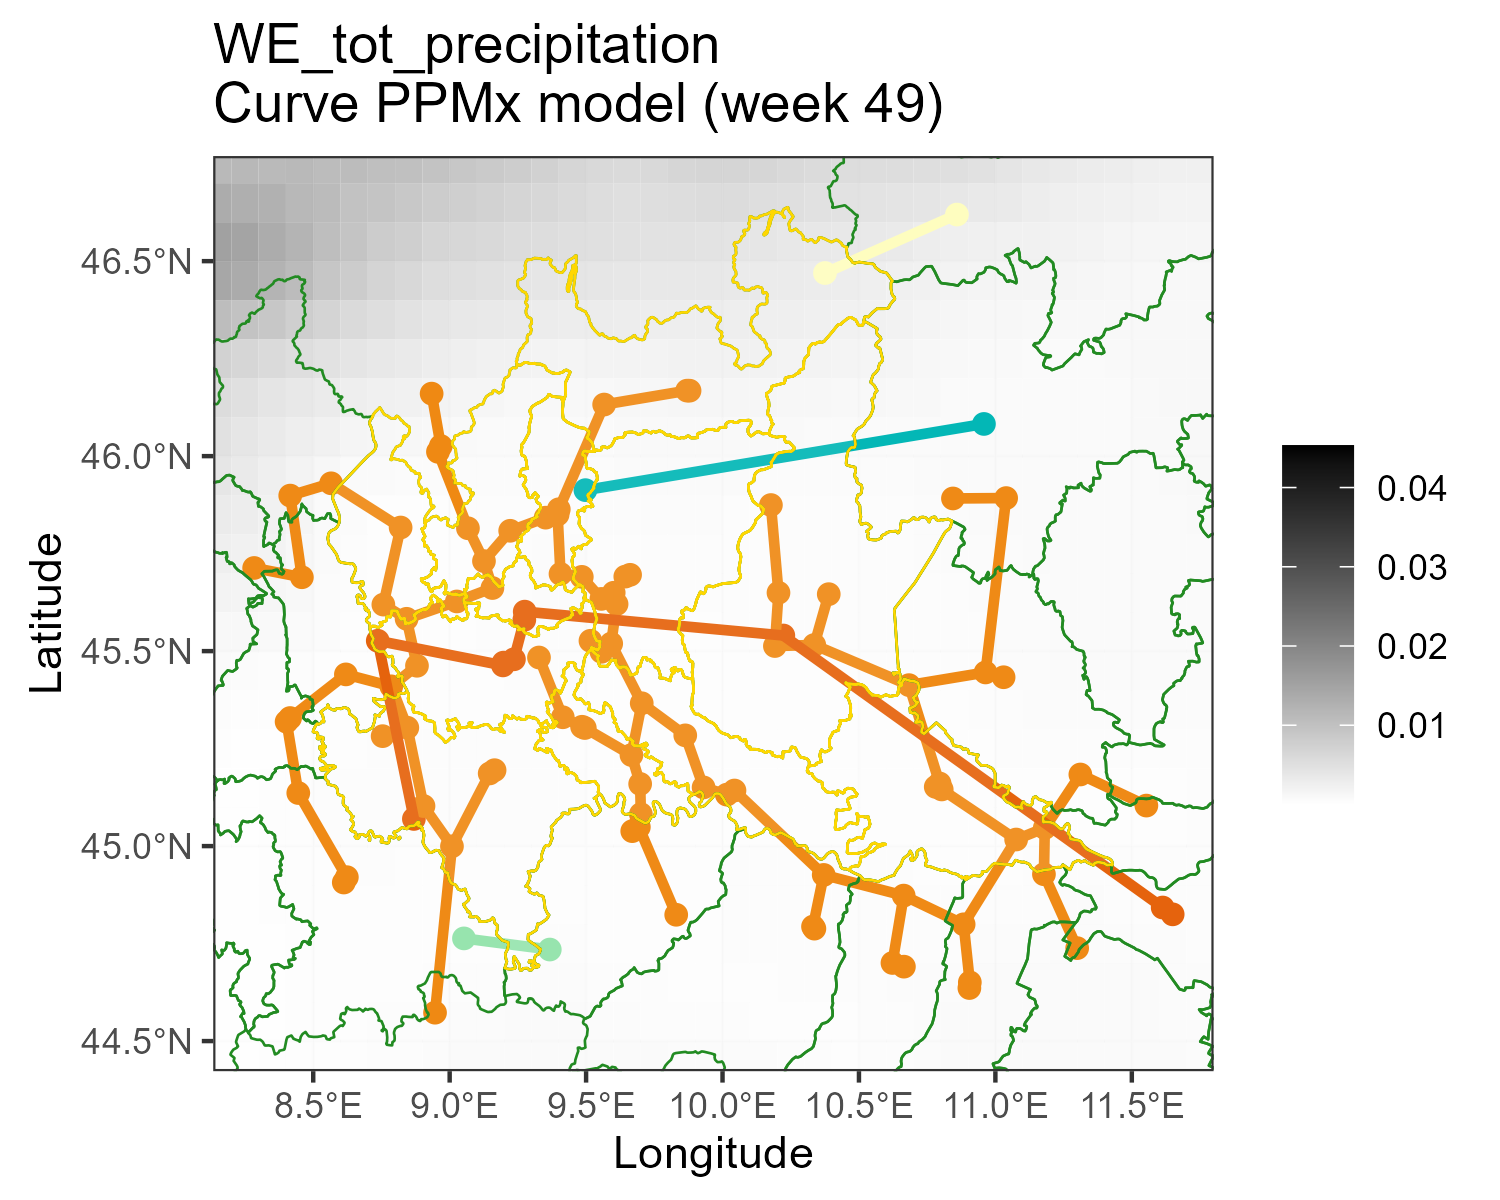 WE_tot_precipitation
Curve PPMx model (week 49)
46.5°N
46.0°N
45.5°N
45.0°N
44.5°N
Latitude
8.5°E 9.0°E 9.5°E 10.0°E 10.5°E 11.0°E 11.5°E
Longitude
0.04
0.03
0.02
0.01